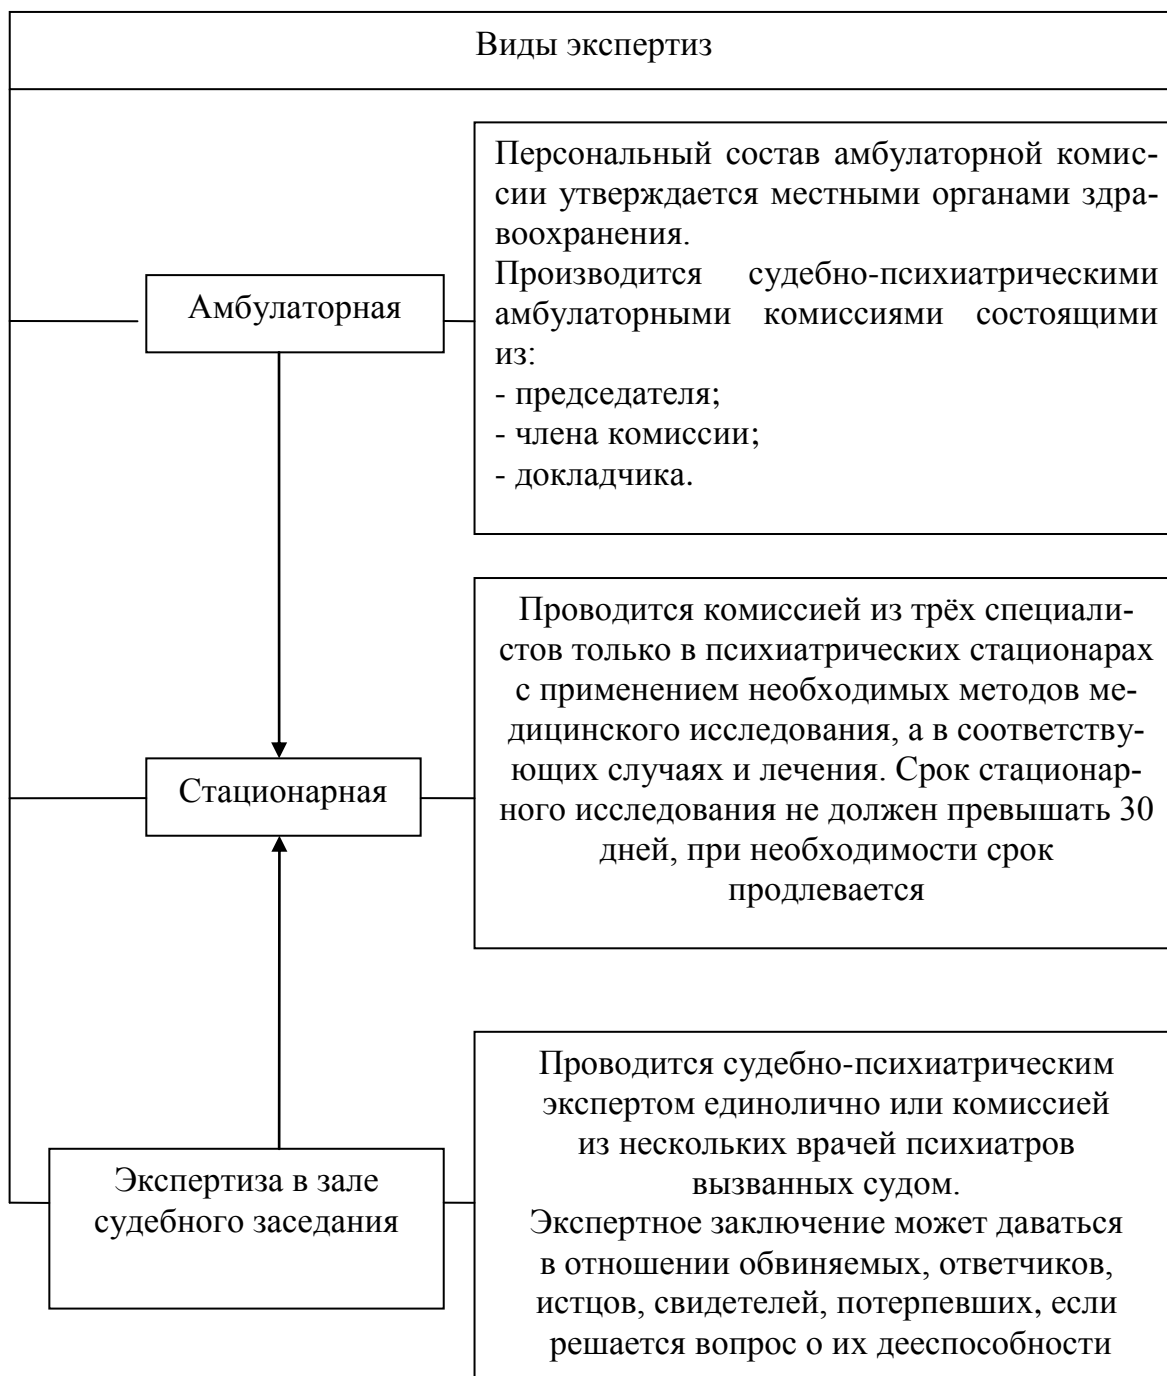 Виды экспертиз
Персональный состав амбулаторной комис-
сии утверждается местными органами здра-
воохранения.
Производится судебно-психиатрическими
амбулаторными комиссиями состоящими
из:
- председателя;
- члена комиссии;
- докладчика.
Амбулаторная
Проводится комиссией из трёх специали-
стов только в психиатрических стационарах
с применением необходимых методов ме-
дицинского исследования, а в соответству-
ющих случаях и лечения. Срок стационар-
ного исследования не должен превышать 30
дней, при необходимости срок
продлевается
Стационарная
Проводится судебно-психиатрическим
экспертом единолично или комиссией
из нескольких врачей психиатров
вызванных судом.
Экспертное заключение может даваться
в отношении обвиняемых, ответчиков,
истцов, свидетелей, потерпевших, если
решается вопрос о их дееспособности
Экспертиза в зале
судебного заседания